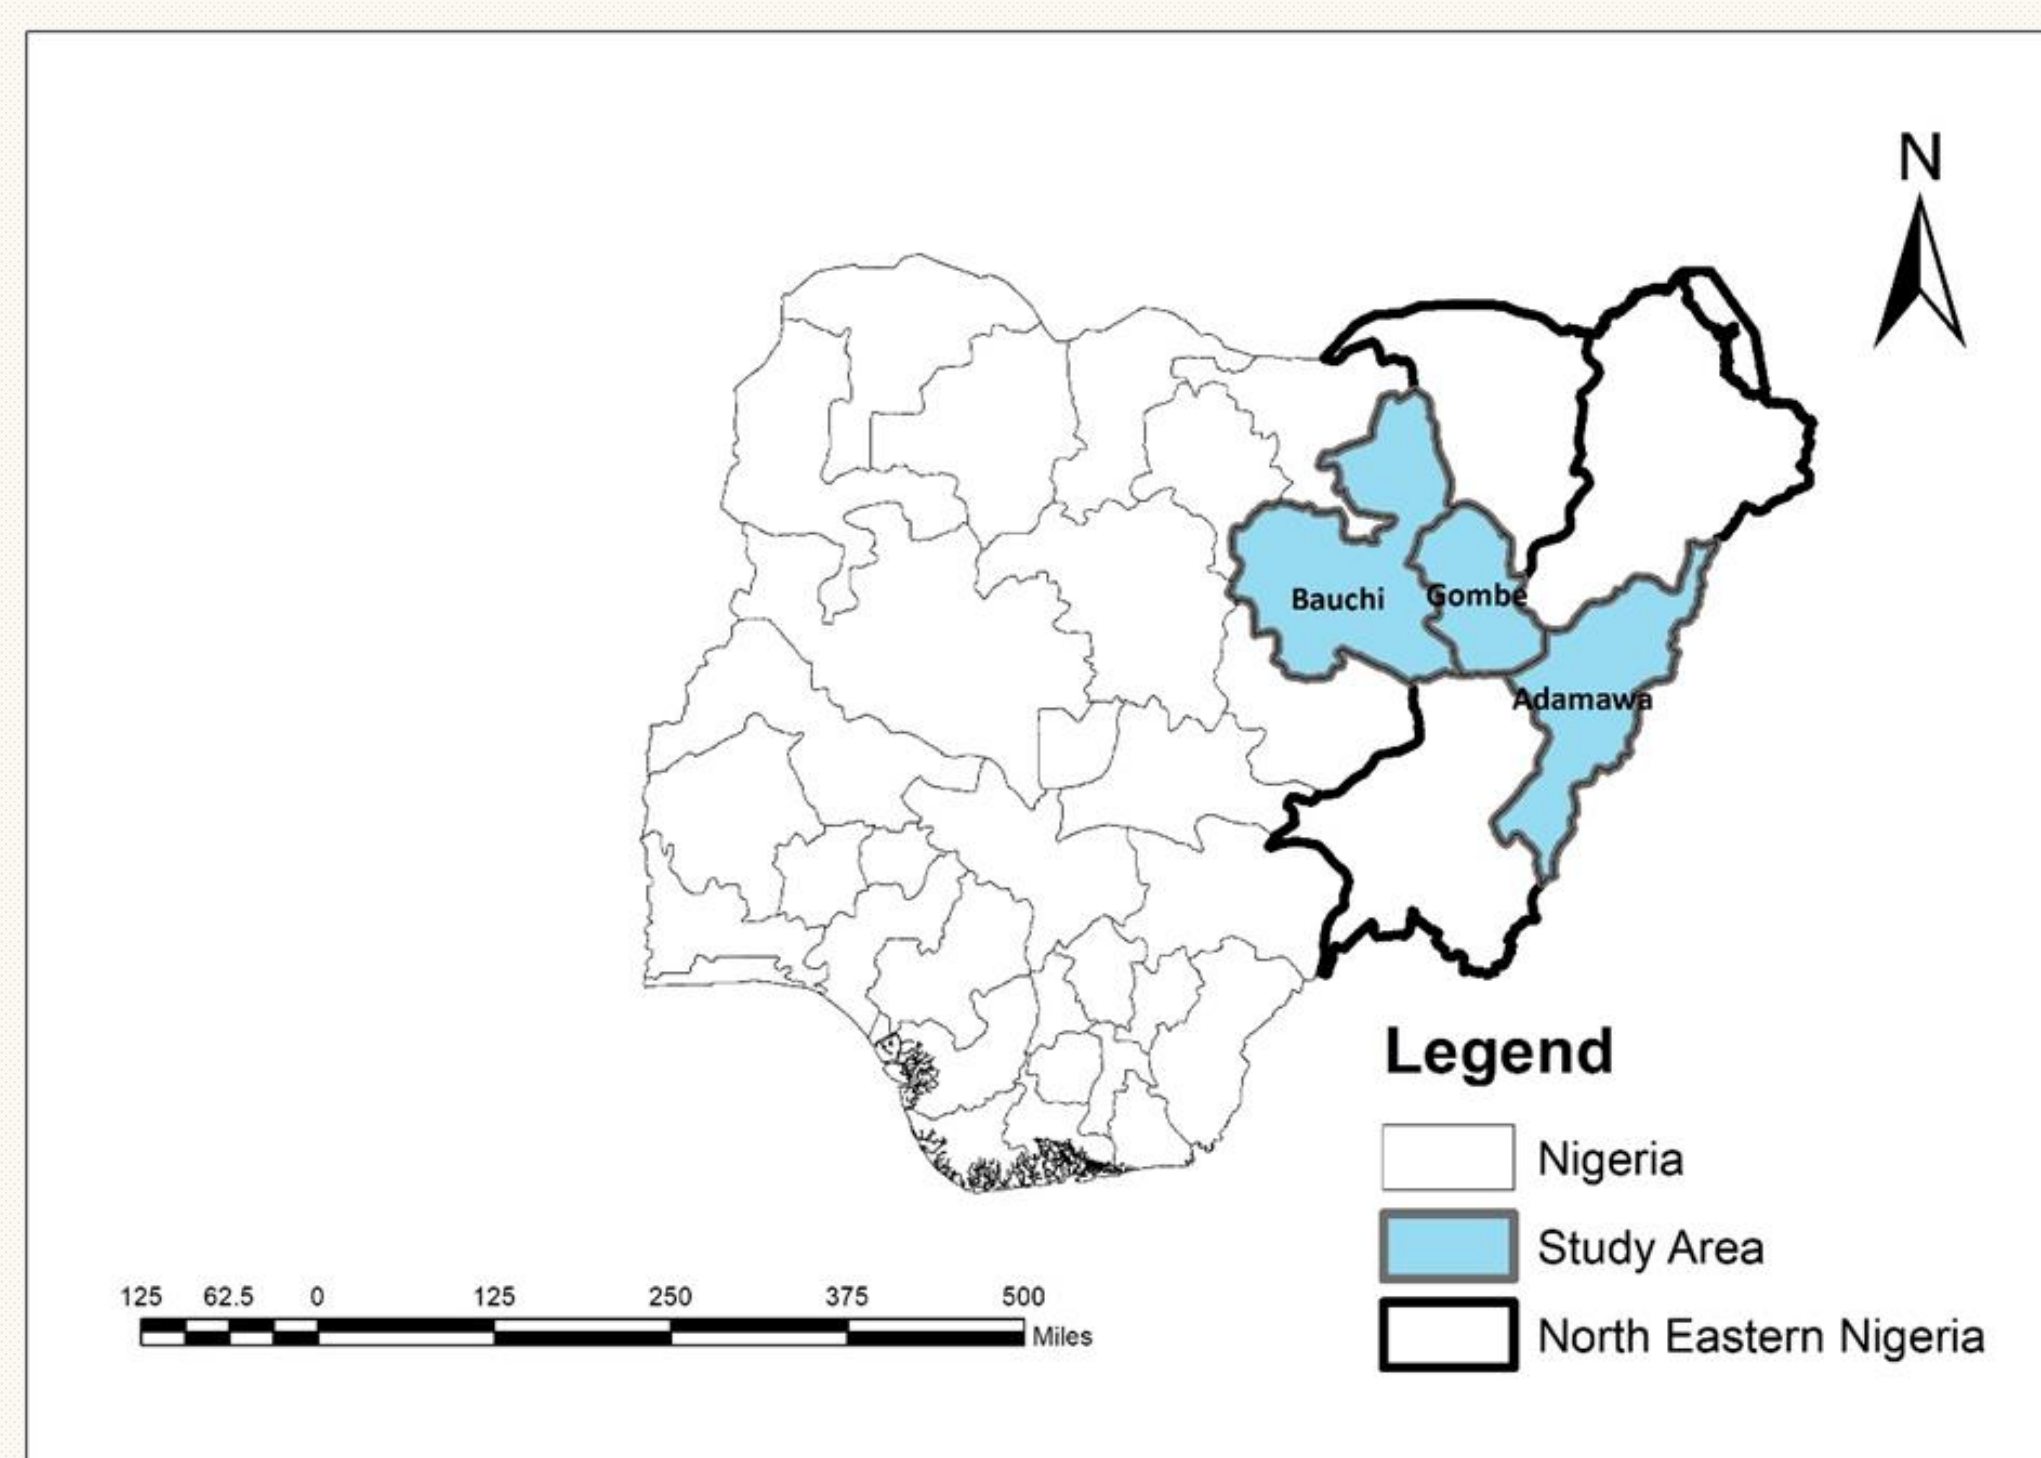 N
Bauchi
Gombe
Adamawa
Legend
Nigeria
Study Area
North Eastern Nigeria
125 62.5 0 125 250 375 500
Miles